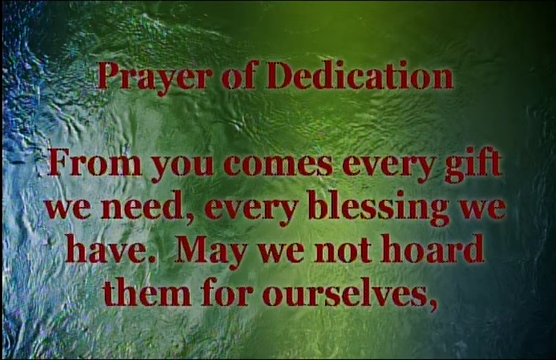 Prayer of Dedication
From you comes every gift
we need, every blessing we
have.  May we not hoard
them for ourselves,